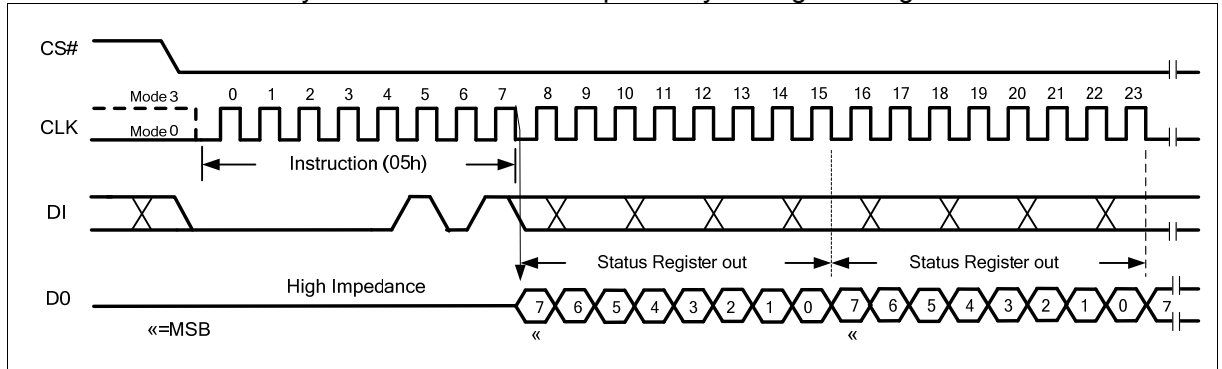 CS#
Mode 3
0 1 2 3 4 5 6 7 8 9 10 11 12 13 14 15 16 17 18 19 20 21 22 23
CLK
Mode 0
Instruction (05h)
DI
Status Register out Status Register out
High Impedance
D0
7 6 5 4 3 2 1 0 7 6 5 4 3 2 1 0 7
«=MSB
« «